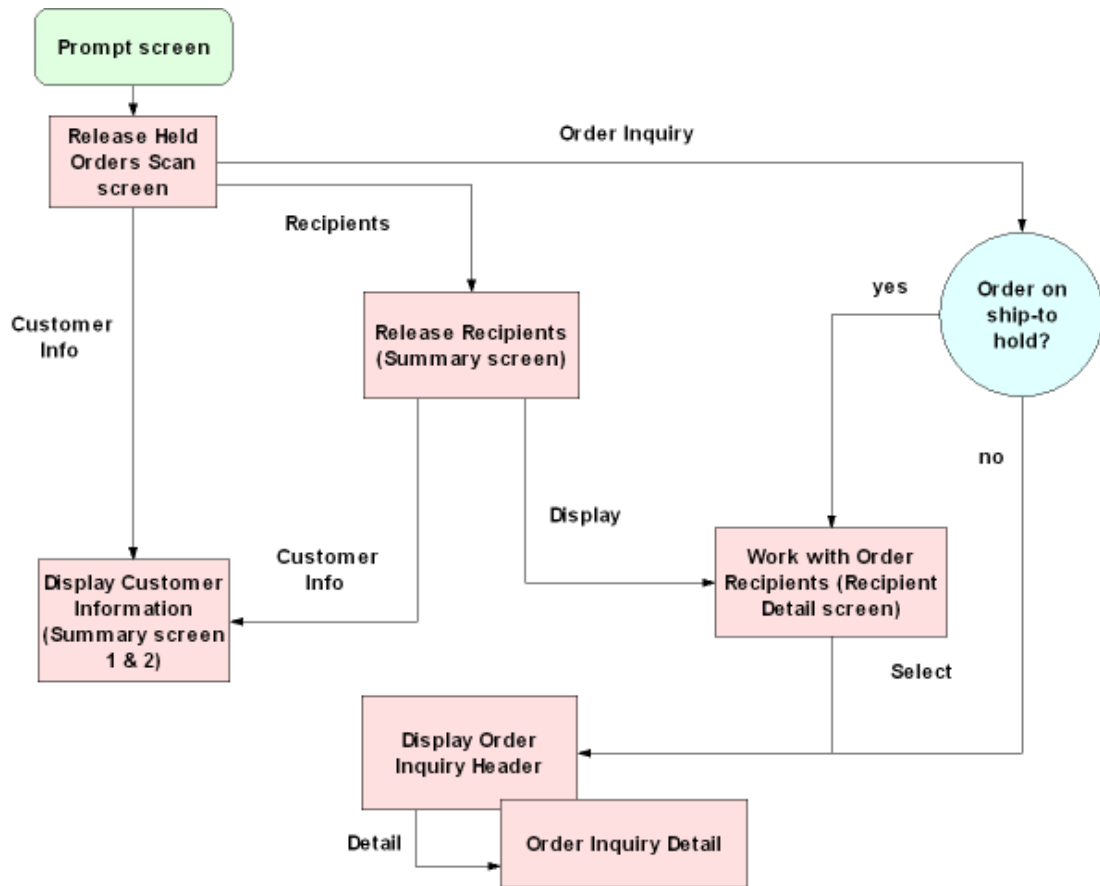 Prompt screen
Release Held
Orders Scan
screen
Order Inquiry
Recipients
Customer
Info
Release Recipients
(Summary screen)
yes
Order on
ship-to
hold?
no
Display
Customer
Info
Display Customer
Information
(Summary screen
1 & 2)
Work with Order
Recipients (Recipient
Detail screen)
Select
Display Order
Inquiry Header
Detail
Order Inquiry Detail